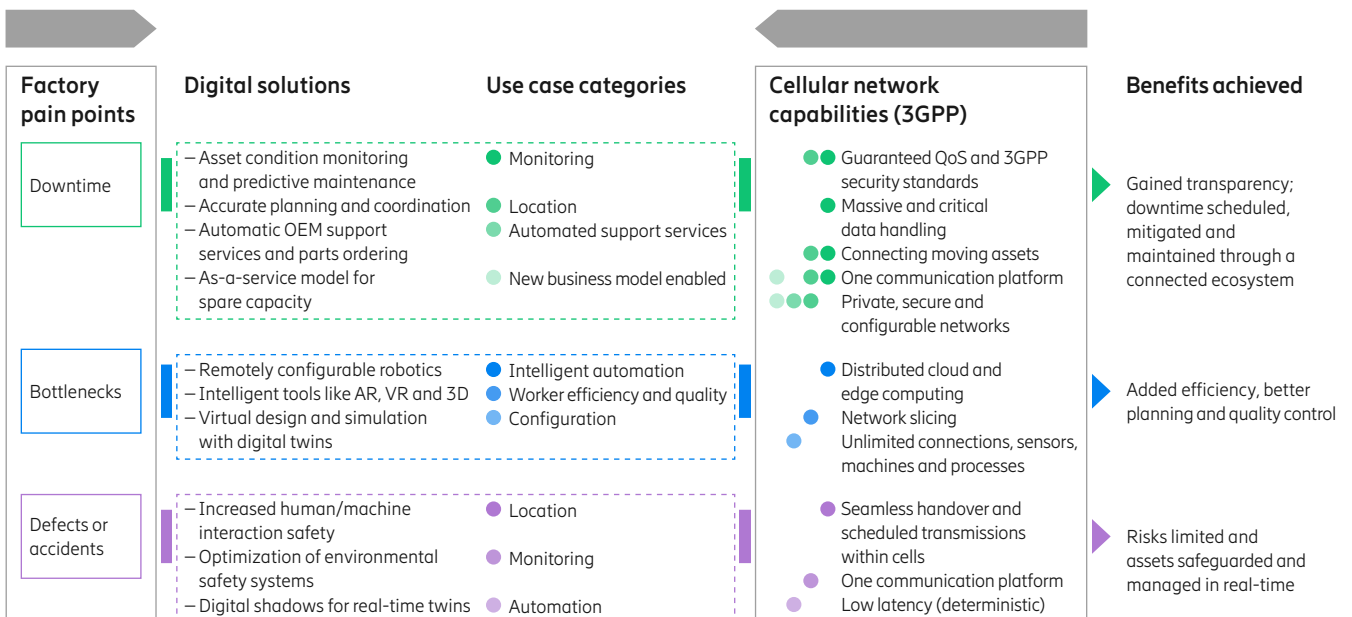 Factory
pain points
Digital solutions
Use case categories
Cellular network
capabilities (3GPP)
Benefits achieved
Downtime
– Asset condition monitoring
and predictive maintenance
– Accurate planning and coordination
– Automatic OEM support
services and parts ordering
– As-a-service model for
spare capacity
Monitoring
Location
Automated support services
New business model enabled
Guaranteed QoS and 3GPP
security standards
Massive and critical
data handling
Connecting moving assets
One communication platform
Private, secure and
configurable networks
Gained transparency;
downtime scheduled,
mitigated and
maintained through a
connected ecosystem
Bottlenecks
– Remotely configurable robotics
– Intelligent tools like AR, VR and 3D
– Virtual design and simulation
with digital twins
Intelligent automation
Worker efficiency and quality
Configuration
Distributed cloud and
edge computing
Network slicing
Unlimited connections, sensors,
machines and processes
Added efficiency, better
planning and quality control
Defects or
accidents
– Increased human/machine
interaction safety
– Optimization of environmental
safety systems
– Digital shadows for real-time twins
Location
Monitoring
Automation
Seamless handover and
scheduled transmissions
within cells
One communication platform
Low latency (deterministic)
Risks limited and
assets safeguarded and
managed in real-time